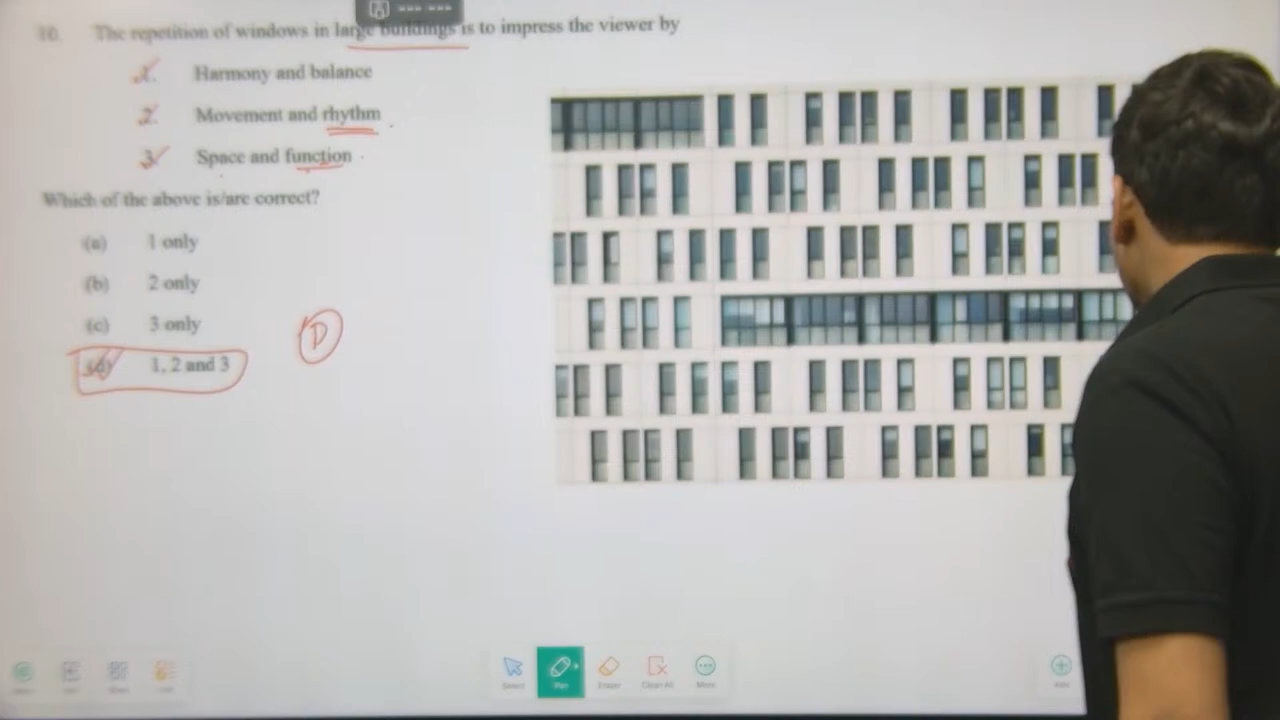 10. The repetition of windows in large buildings is to impress the viewer by
1. Harmony and balance
2. Movement and rhythm
3. Space and function
Which of the above is/are correct?
(a) 1 only
(b) 2 only
(c) 3 only
D
(d) 1, 2 and 3
Select Pen Eraser Clean All More